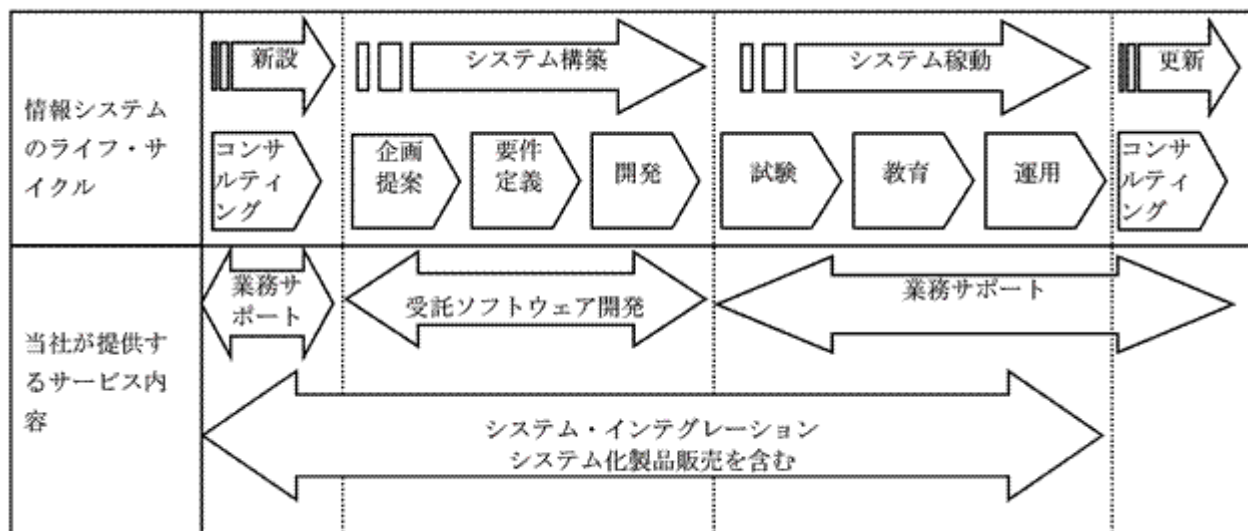 情報システム
のライフ・サ
イクル
新設
システム構築
システム稼動
更新
コンサ
ルティ
ング
企画
提案
要件
定義
開発
試験
教育
運用
コンサ
ルティ
ング
当社が提供す
るサービス内
容
業務サ
ポート
受託ソフトウェア開発
業務サポート
システム・インテグレーション
システム化製品販売を含む